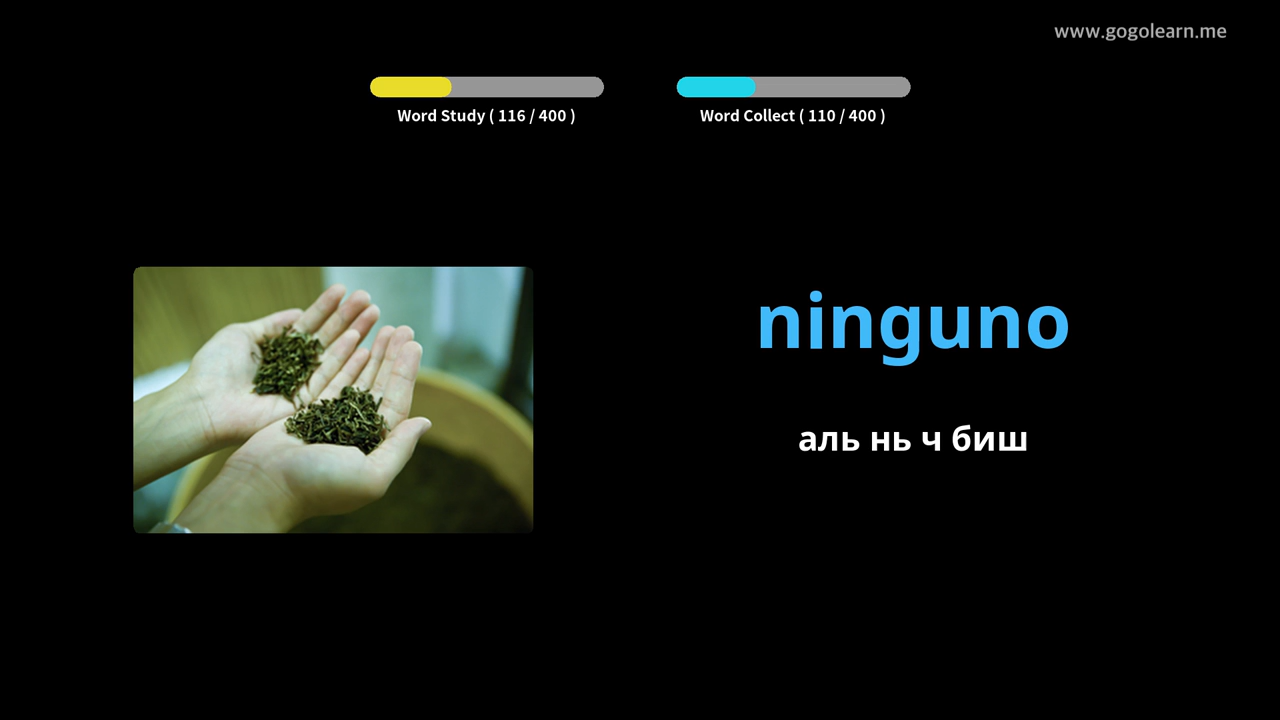 www.gogolearn.me
Word Study ( 116 / 400 )
Word Collect ( 110 / 400 )
ninguno
аль нь ч биш